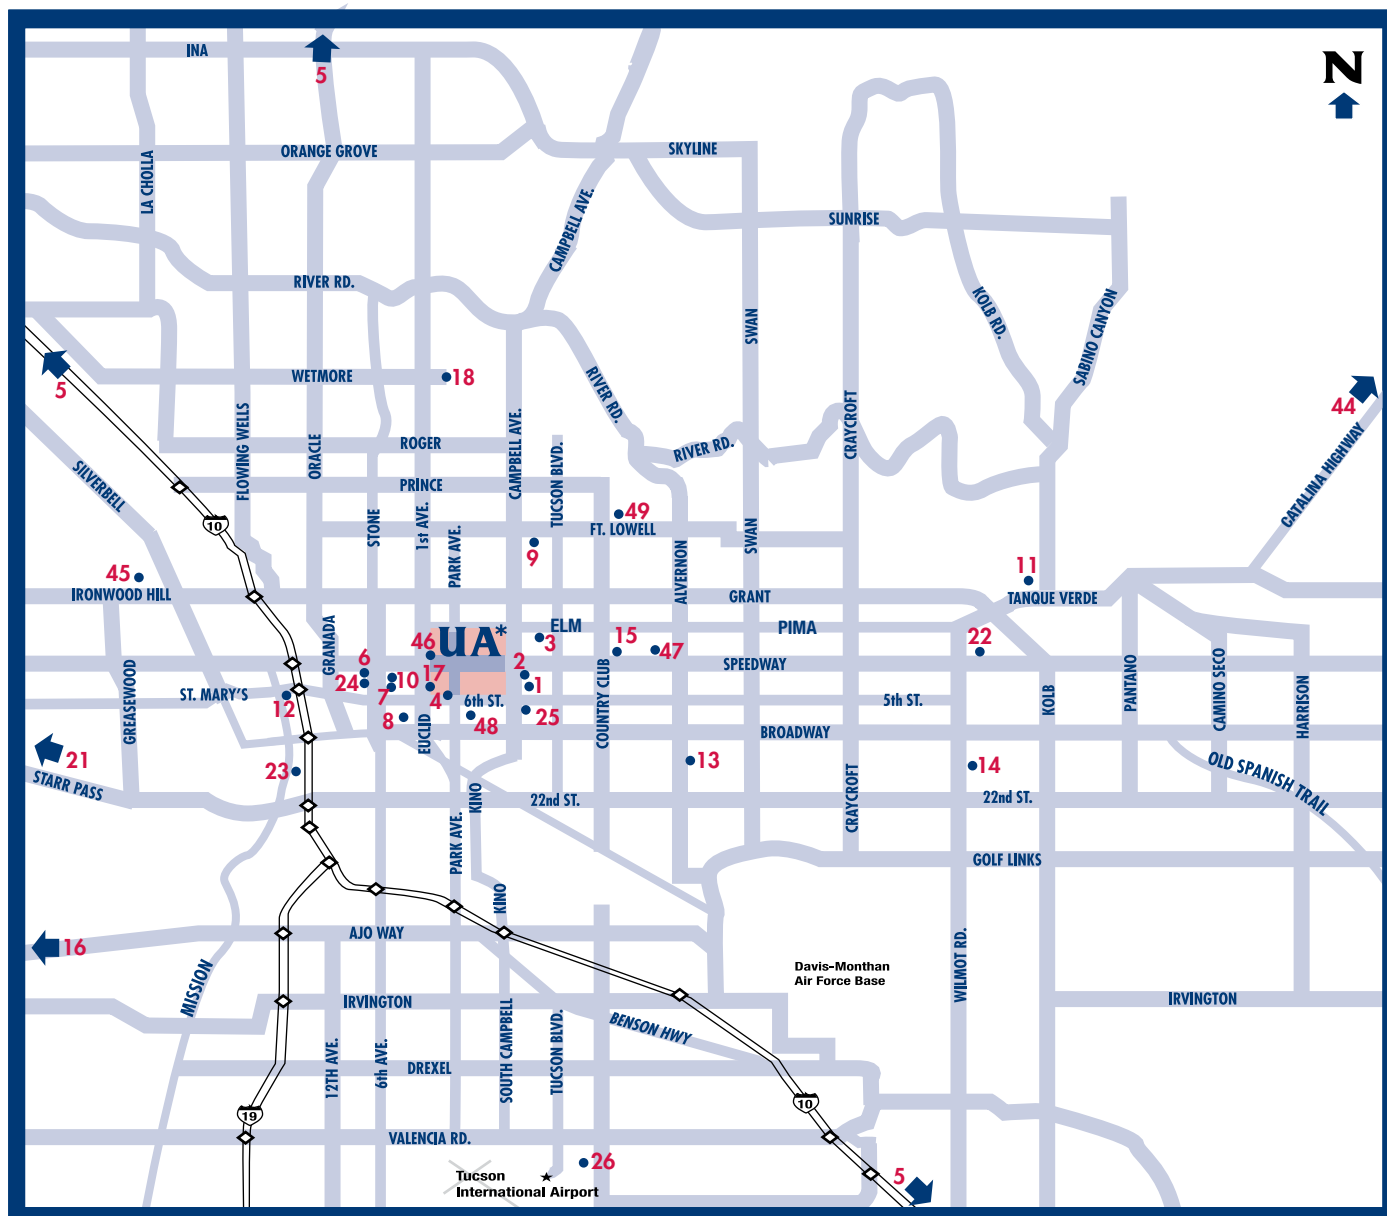 INA
5
N
ORANGE GROVE
SKYLINE
LA CHOLLA
CAMPBELL AVE.
SUNRISE
RIVER RD.
KOLB RD.
SABINO CANYON
SWAN
WETMORE
18
5
RIVER RD.
44
FLOWING WELLS
ORACLE
ROGER
CAMPBELL AVE.
TUCSON BLVD.
RIVER RD.
CRAYCROFT
CATALINA HIGHWAY
SILVERBELL
PRINCE
10
STONE
1st AVE.
PARK AVE.
49
FT. LOWELL
SWAN
9
ALVERNON
45
IRONWOOD HILL
GRANT
11
TANQUE VERDE
GRANADA
46
UA*
ELM
3
PIMA
15
47
22
6
2
SPEEDWAY
24
10
17
1
7
4
6th ST.
5th ST.
GREASEWOOD
ST. MARY'S
12
8
EUCLID
48
25
COUNTRY CLUB
BROADWAY
KOLB
PANTANO
CAMINO SECO
HARRISON
21
STARR PASS
23
13
14
OLD SPANISH TRAIL
KINO
22nd ST.
CRAYCROFT
22nd ST.
PARK AVE.
GOLF LINKS
KINO
16
AJO WAY
WILMOT RD.
Davis-Monthan
Air Force Base
MISSION
IRVINGTON
SOUTH CAMPBELL
BENSON HWY
IRVINGTON
12TH AVE.
6th AVE.
DREXEL
TUCSON BLVD.
19
10
VALENCIA RD.
26
Tucson
International Airport
5